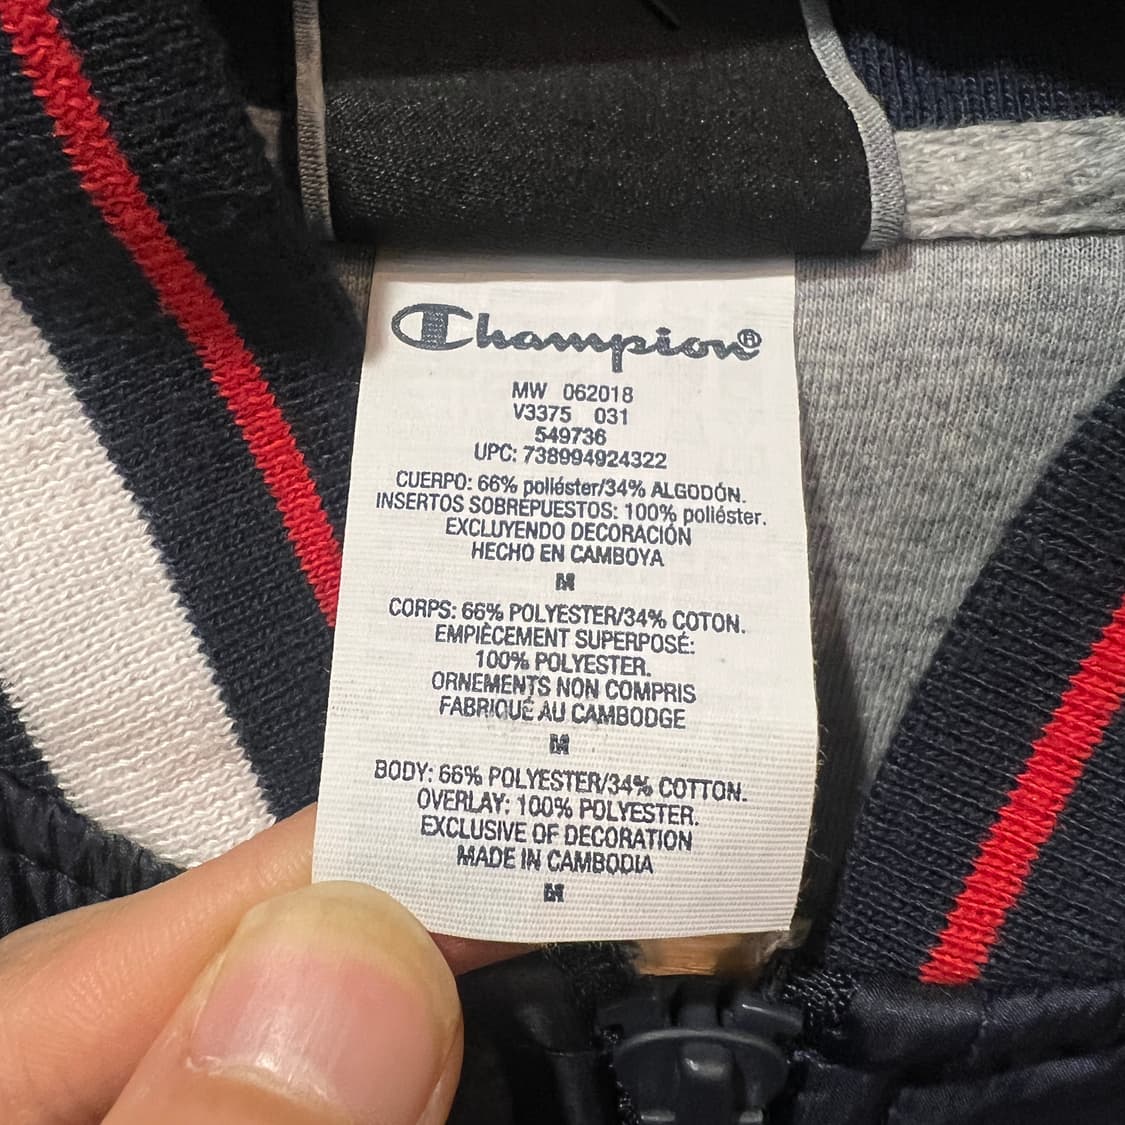 Champion®
MW 062018
V3375 031
549736
UPC: 738994924322
CUERPO: 66% poliéster/34% ALGODÓN.
INSERTOS SOBREPUESTOS: 100% poliéster.
EXCLUYENDO DECORACIÓN
HECHO EN CAMBOYA
M
CORPS: 66% POLYESTER/34% COTON.
EMPIÈCEMENT SUPERPOSÉ:
100% POLYESTER.
ORNEMENTS NON COMPRIS
FABRIQUÉ AU CAMBODGE
M
BODY: 66% POLYESTER/34% COTTON.
OVERLAY: 100% POLYESTER.
EXCLUSIVE OF DECORATION
MADE IN CAMBODIA
M